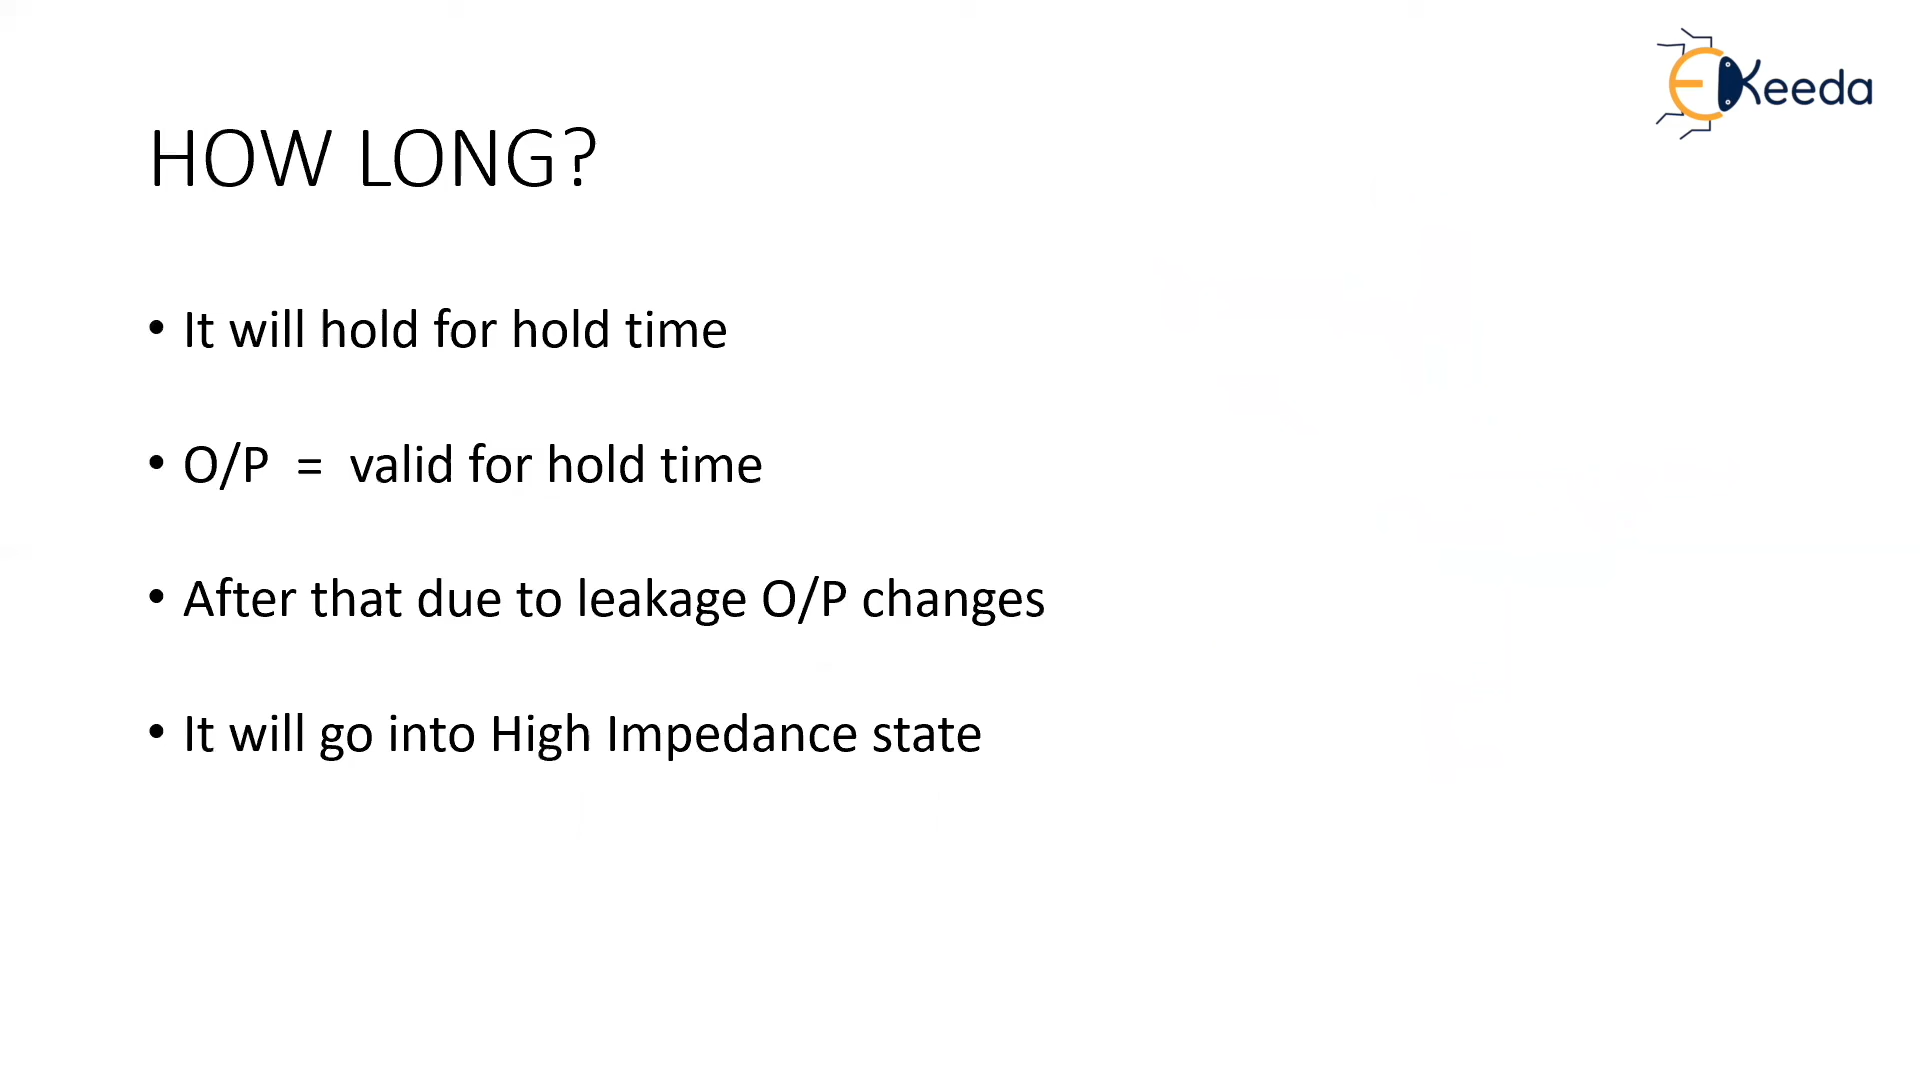 EKeeda
HOW LONG?
• It will hold for hold time
• O/P = valid for hold time
• After that due to leakage O/P changes
• It will go into High Impedance state